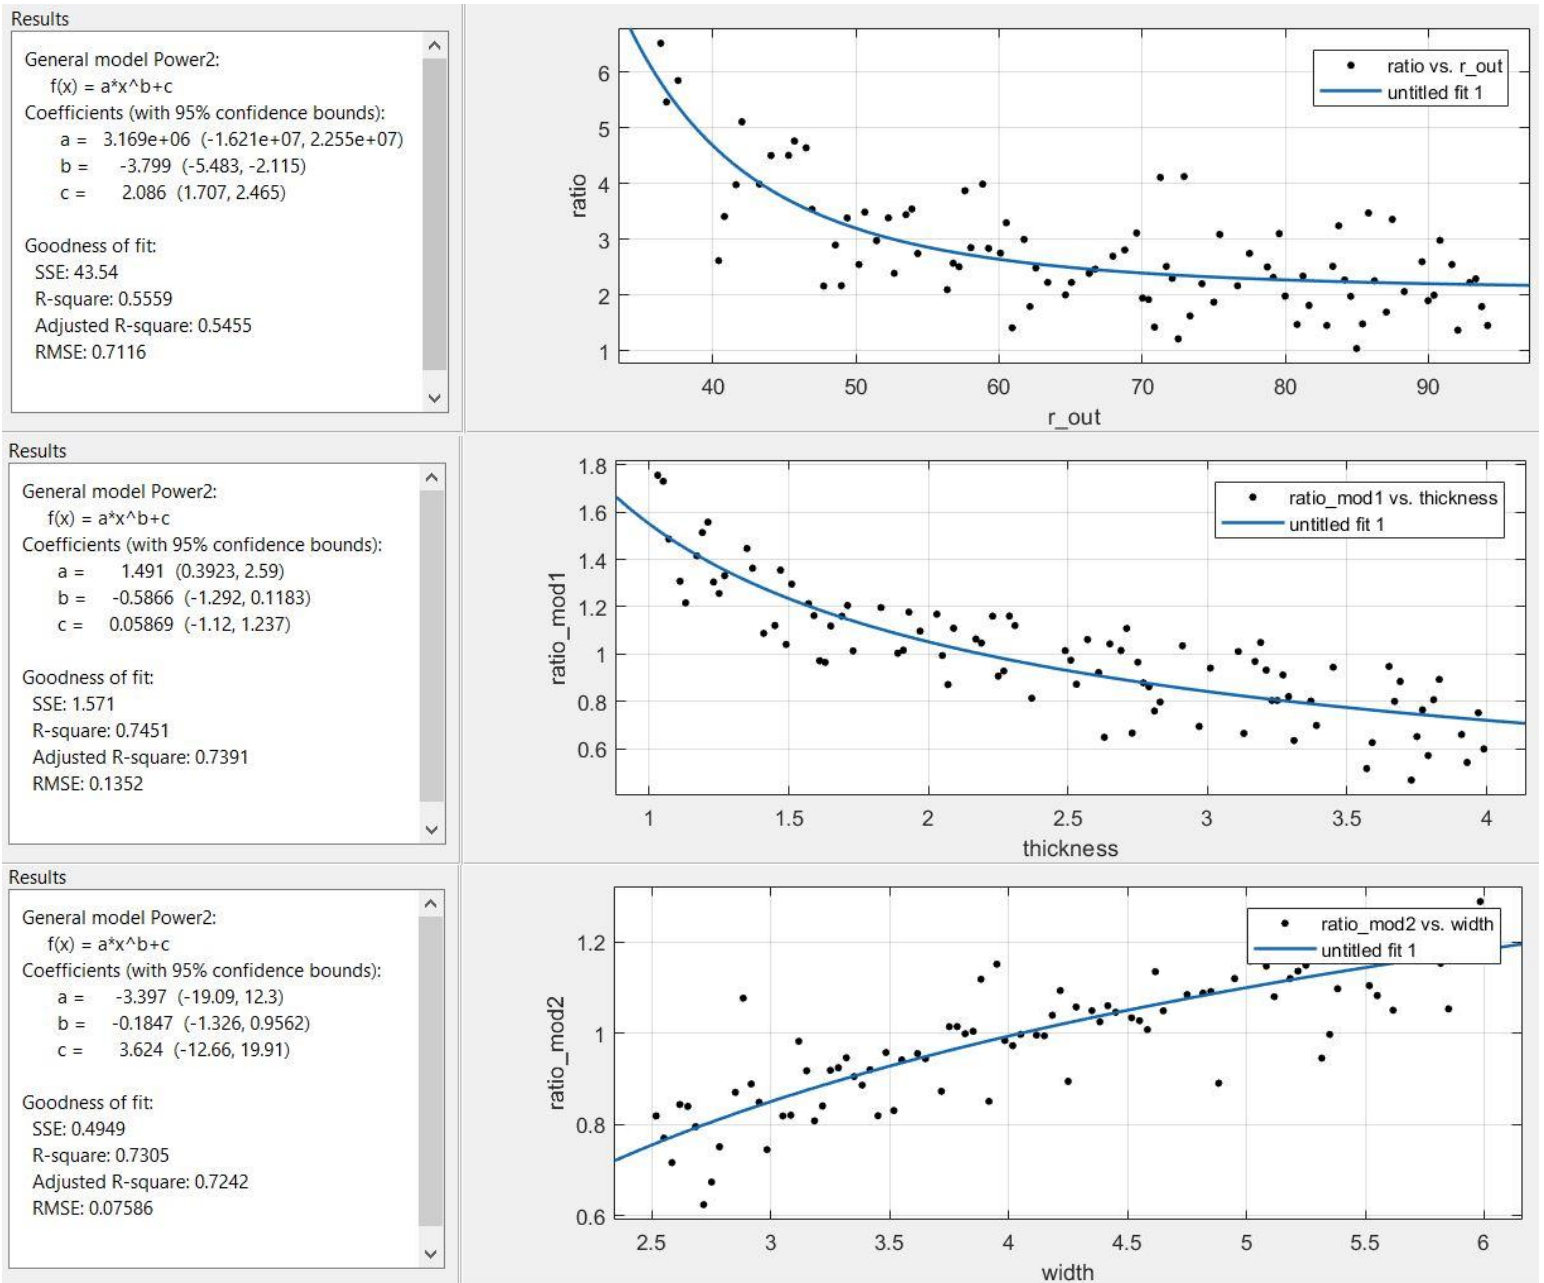 Results
General model Power2:
f(x) = a*x^b+c
Coefficients (with 95% confidence bounds):
a = 3.169e+06 (-1.621e+07, 2.255e+07)
b = -3.799 (-5.483, -2.115)
c = 2.086 (1.707, 2.465)
Goodness of fit:
SSE: 43.54
R-square: 0.5559
Adjusted R-square: 0.5455
RMSE: 0.7116
ratio vs. r_out
untitled fit 1
6
5
4
3
2
1
ratio
40 50 60 70 80 90
r_out
Results
General model Power2:
f(x) = a*x^b+c
Coefficients (with 95% confidence bounds):
a = 1.491 (0.3923, 2.59)
b = -0.5866 (-1.292, 0.1183)
c = 0.05869 (-1.12, 1.237)
Goodness of fit:
SSE: 1.571
R-square: 0.7451
Adjusted R-square: 0.7391
RMSE: 0.1352
ratio_mod1 vs. thickness
untitled fit 1
1.8
1.6
1.4
1.2
1
0.8
0.6
ratio_mod1
1 1.5 2 2.5 3 3.5 4
thickness
Results
General model Power2:
f(x) = a*x^b+c
Coefficients (with 95% confidence bounds):
a = -3.397 (-19.09, 12.3)
b = -0.1847 (-1.326, 0.9562)
c = 3.624 (-12.66, 19.91)
Goodness of fit:
SSE: 0.4949
R-square: 0.7305
Adjusted R-square: 0.7242
RMSE: 0.07586
ratio_mod2 vs. width
untitled fit 1
1.2
1
0.8
0.6
ratio_mod2
2.5 3 3.5 4 4.5 5 5.5 6
width